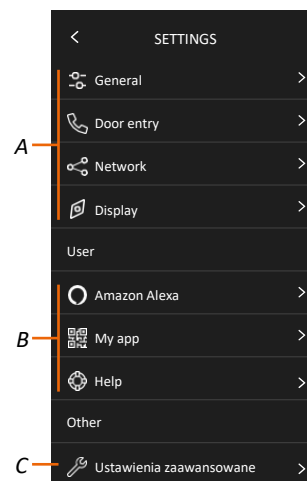 SETTINGS
General
Door entry
A
Network
Display
User
Amazon Alexa
B
My app
Help
Other
C
Ustawienia zaawansowane